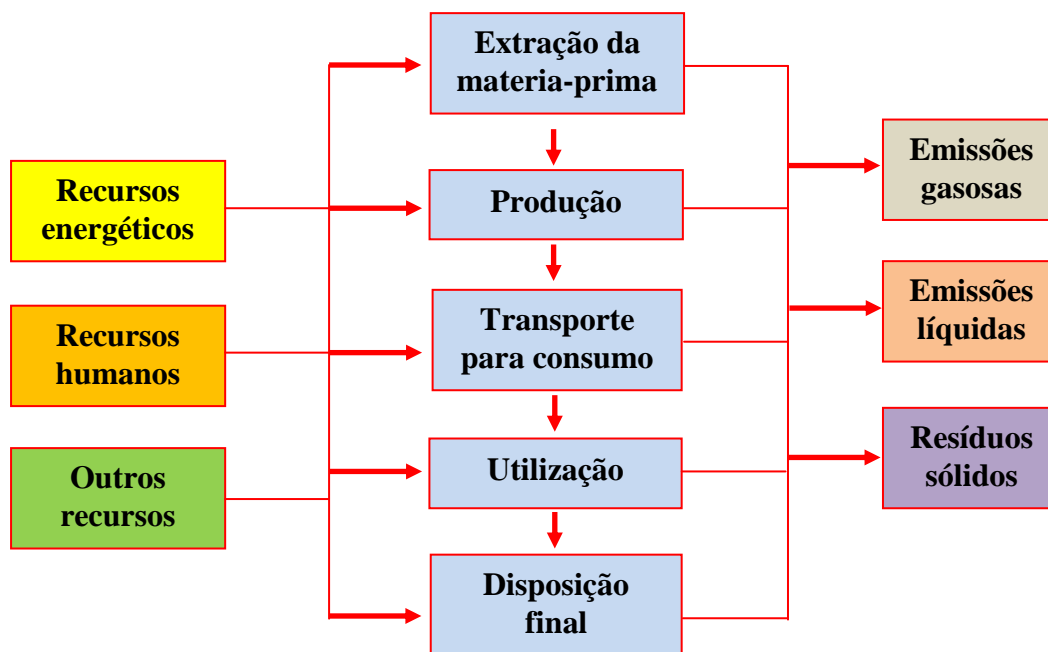 Extração da
materia-prima
Emissões
gasosas
Recursos
energéticos
Produção
Emissões
líquidas
Recursos
humanos
Transporte
para consumo
Resíduos
sólidos
Outros
recursos
Utilização
Disposição
final